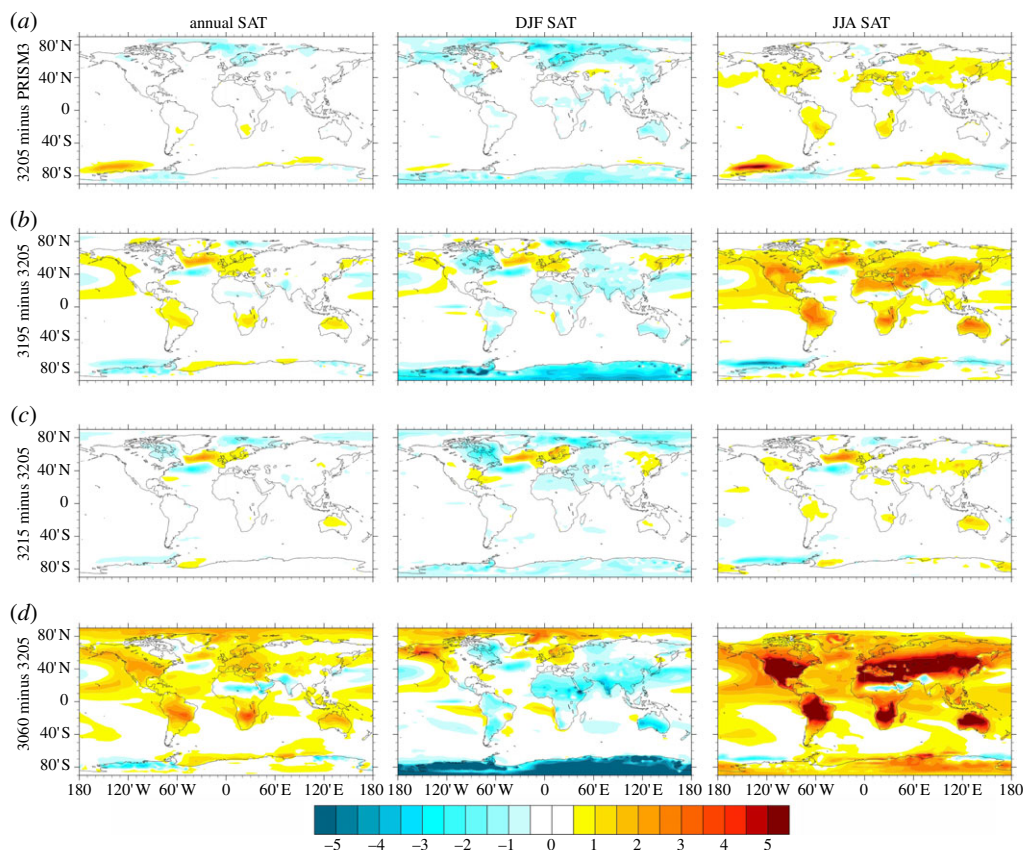 (a) annual SAT DJF SAT JJA SAT
3205 minus PRISM3
80° N
40° N
0
40° S
80° S
(b)
3195 minus 3205
80° N
40° N
0
40° S
80° S
(c)
3215 minus 3205
80° N
40° N
0
40° S
80° S
(d)
3060 minus 3205
80° N
40° N
0
40° S
80° S
180 120° W 60° W 0 60° E 120° E 180 120° W 60° W 0 60° E 120° E 180 120° W 60° W 0 60° E 120° E 180
–5 –4 –3 –2 –1 0 1 2 3 4 5